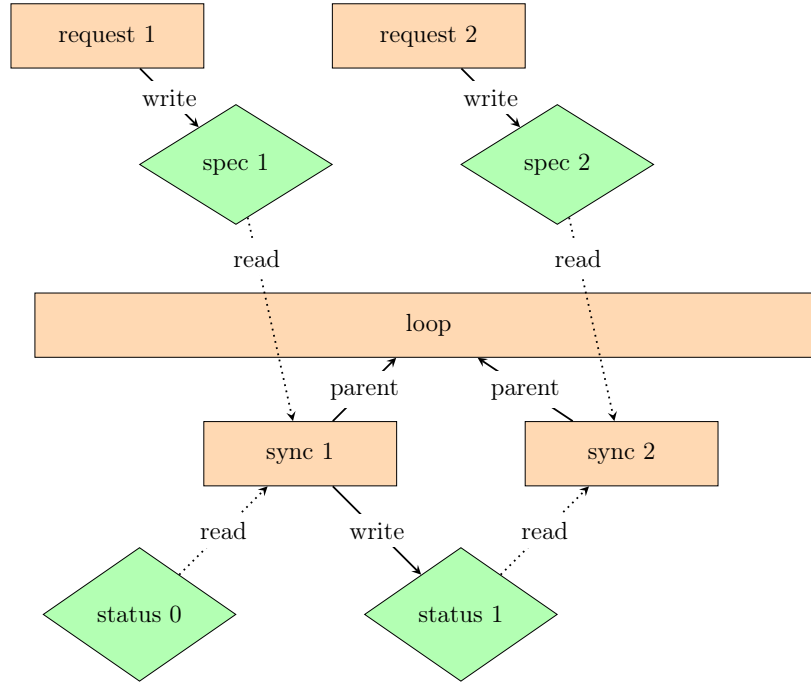 request 1
request 2
write
write
spec 1
spec 2
read
read
loop
parent
parent
sync 1
sync 2
read
write
read
status 0
status 1